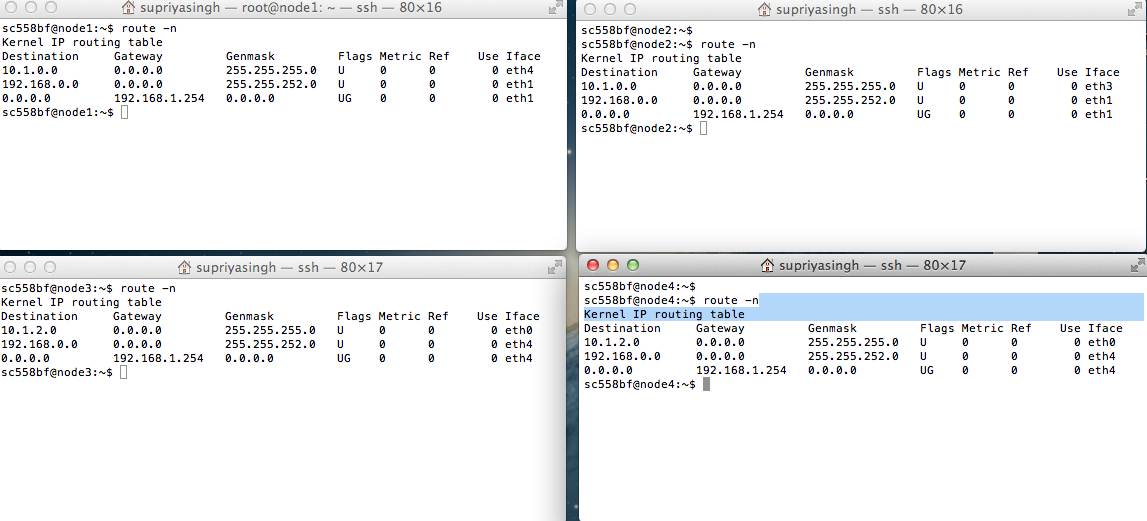 supriyasingh — root@node1: ~ — ssh — 80×16
sc558bf@node1:~$ route -n
Kernel IP routing table
Destination Gateway Genmask Flags Metric Ref Use Iface
10.1.0.0 0.0.0.0 255.255.255.0 U 0 0 0 eth4
192.168.0.0 0.0.0.0 255.255.252.0 U 0 0 0 eth1
0.0.0.0 192.168.1.254 0.0.0.0 UG 0 0 0 eth1
sc558bf@node1:~$
supriyasingh — ssh — 80×16
sc558bf@node2:~$
sc558bf@node2:~$ route -n
Kernel IP routing table
Destination Gateway Genmask Flags Metric Ref Use Iface
10.1.0.0 0.0.0.0 255.255.255.0 U 0 0 0 eth3
192.168.0.0 0.0.0.0 255.255.252.0 U 0 0 0 eth1
0.0.0.0 192.168.1.254 0.0.0.0 UG 0 0 0 eth1
sc558bf@node2:~$
supriyasingh — ssh — 80×17
sc558bf@node3:~$ route -n
Kernel IP routing table
Destination Gateway Genmask Flags Metric Ref Use Iface
10.1.2.0 0.0.0.0 255.255.255.0 U 0 0 0 eth0
192.168.0.0 0.0.0.0 255.255.252.0 U 0 0 0 eth4
0.0.0.0 192.168.1.254 0.0.0.0 UG 0 0 0 eth4
sc558bf@node3:~$
supriyasingh — ssh — 80×17
sc558bf@node4:~$
sc558bf@node4:~$ route -n
Kernel IP routing table
Destination Gateway Genmask Flags Metric Ref Use Iface
10.1.2.0 0.0.0.0 255.255.255.0 U 0 0 0 eth0
192.168.0.0 0.0.0.0 255.255.252.0 U 0 0 0 eth4
0.0.0.0 192.168.1.254 0.0.0.0 UG 0 0 0 eth4
sc558bf@node4:~$